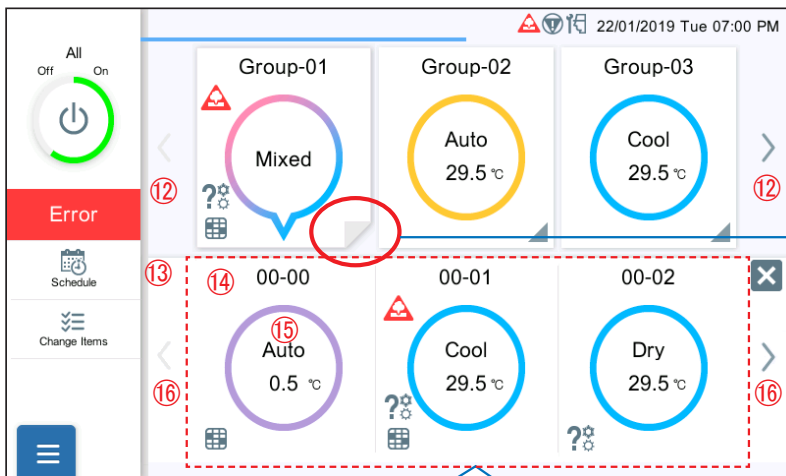 22/01/2019 Tue 07:00 PM
All
Off On
Error
Schedule
Change Items
Group-01
Mixed
Group-02
Auto
29.5 ℃
Group-03
Cool
29.5 ℃
⑫
⑫
⑬
⑭
00-00
⑮
Auto
0.5 ℃
00-01
Cool
29.5 ℃
00-02
Dry
29.5 ℃
⑯
⑯